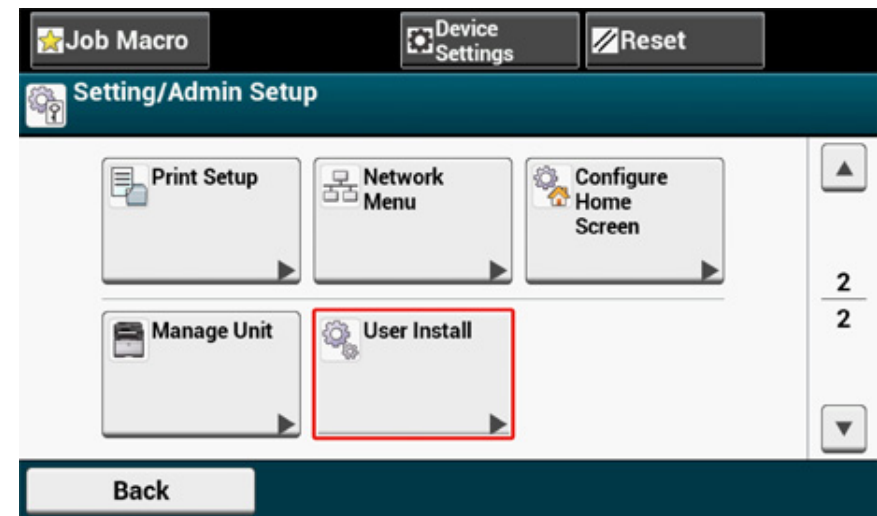 Job Macro
Device
Settings
Reset
Setting/Admin Setup
Print Setup
Network
Menu
Configure
Home
Screen
2
2
Manage Unit
User Install
Back